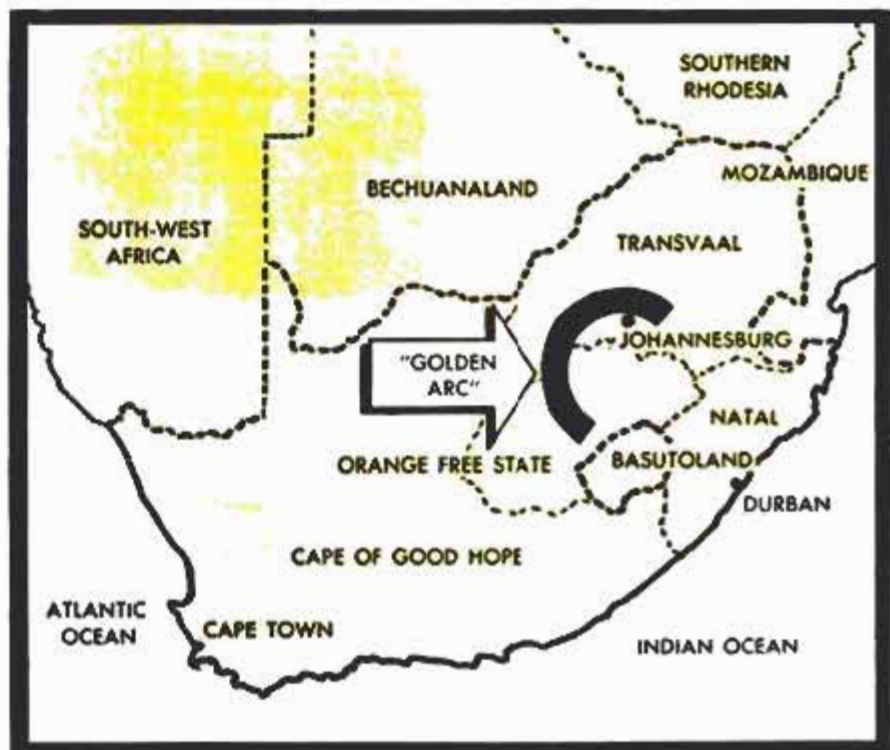 SOUTHERN
RHODESIA
MOZAMBIQUE
BECHUANALAND
SOUTH-WEST
AFRICA
TRANSVAAL
JOHANNESBURG
"GOLDEN
ARC"
NATAL
ORANGE FREE STATE
BASUTOLAND
DURBAN
CAPE OF GOOD HOPE
ATLANTIC
OCEAN
CAPE TOWN
INDIAN OCEAN